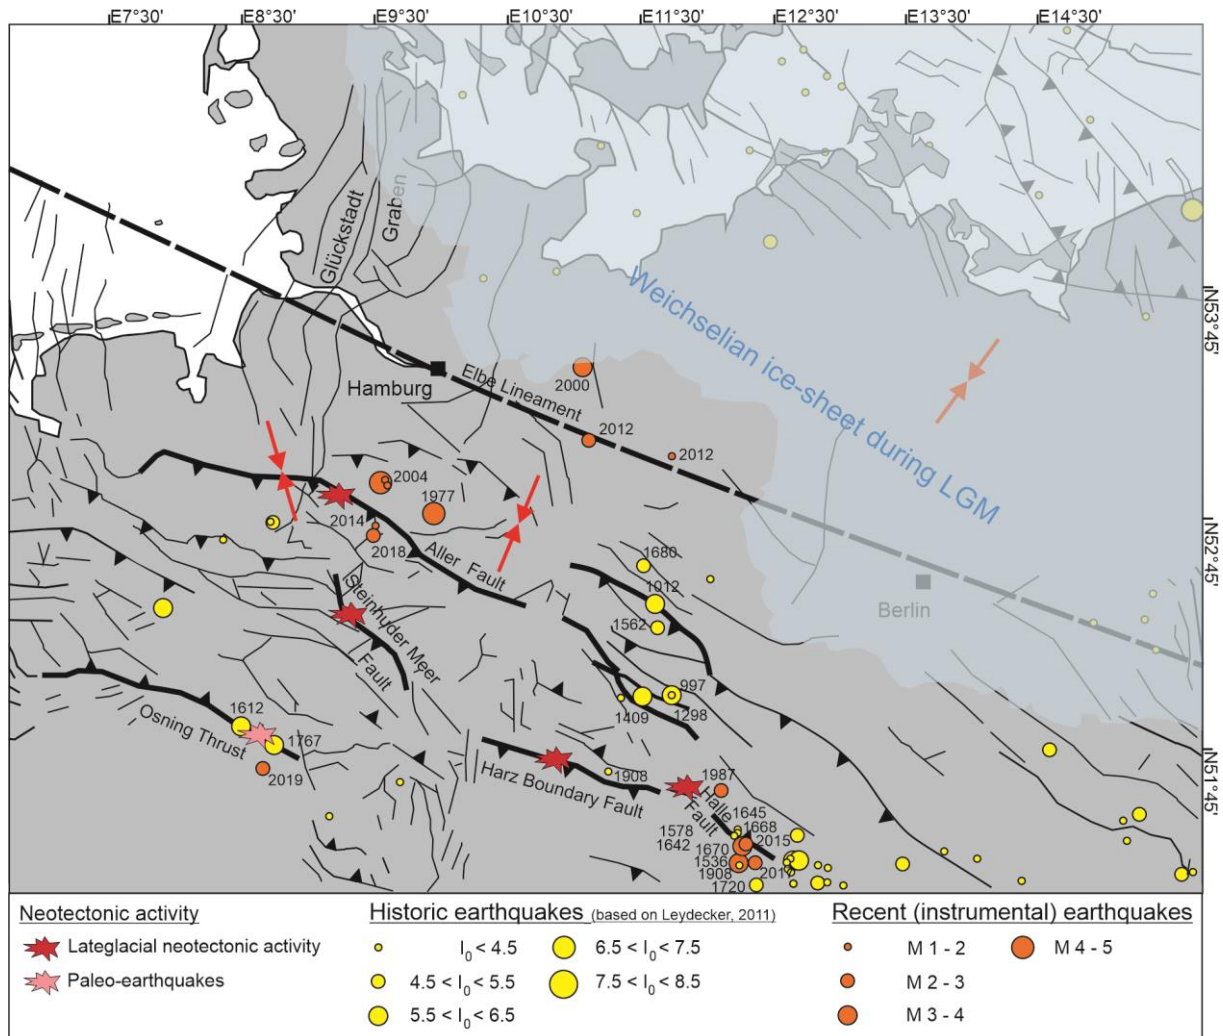 E7°30' E8°30' E9°30' E10°30' E11°30' E12°30' E13°30' E14°30'
N53°45'
N52°45'
N51°45'
Glückstadt
Graben
Hamburg
Elbe Lineament
2000
2012
2012
Weichselian ice-sheet during LGM
Berlin
2004
1977
2014
2018
Aller Fault
Steinhuder Meer
Fault
1680
1012
1562
997
1409
1298
1612
1767
Osning Thrust
2019
1908
Harz Boundary Fault
1987
Halle
Fault
1645
1578
1668
1642
2015
1670
1536
2017
1908
1720
Neotectonic activity
Lateglacial neotectonic activity
Paleo-earthquakes
Historic earthquakes (based on Leydecker, 2011)
I₀ < 4.5
4.5 < I₀ < 5.5
5.5 < I₀ < 6.5
6.5 < I₀ < 7.5
7.5 < I₀ < 8.5
Recent (instrumental) earthquakes
M 1 - 2
M 2 - 3
M 3 - 4
M 4 - 5